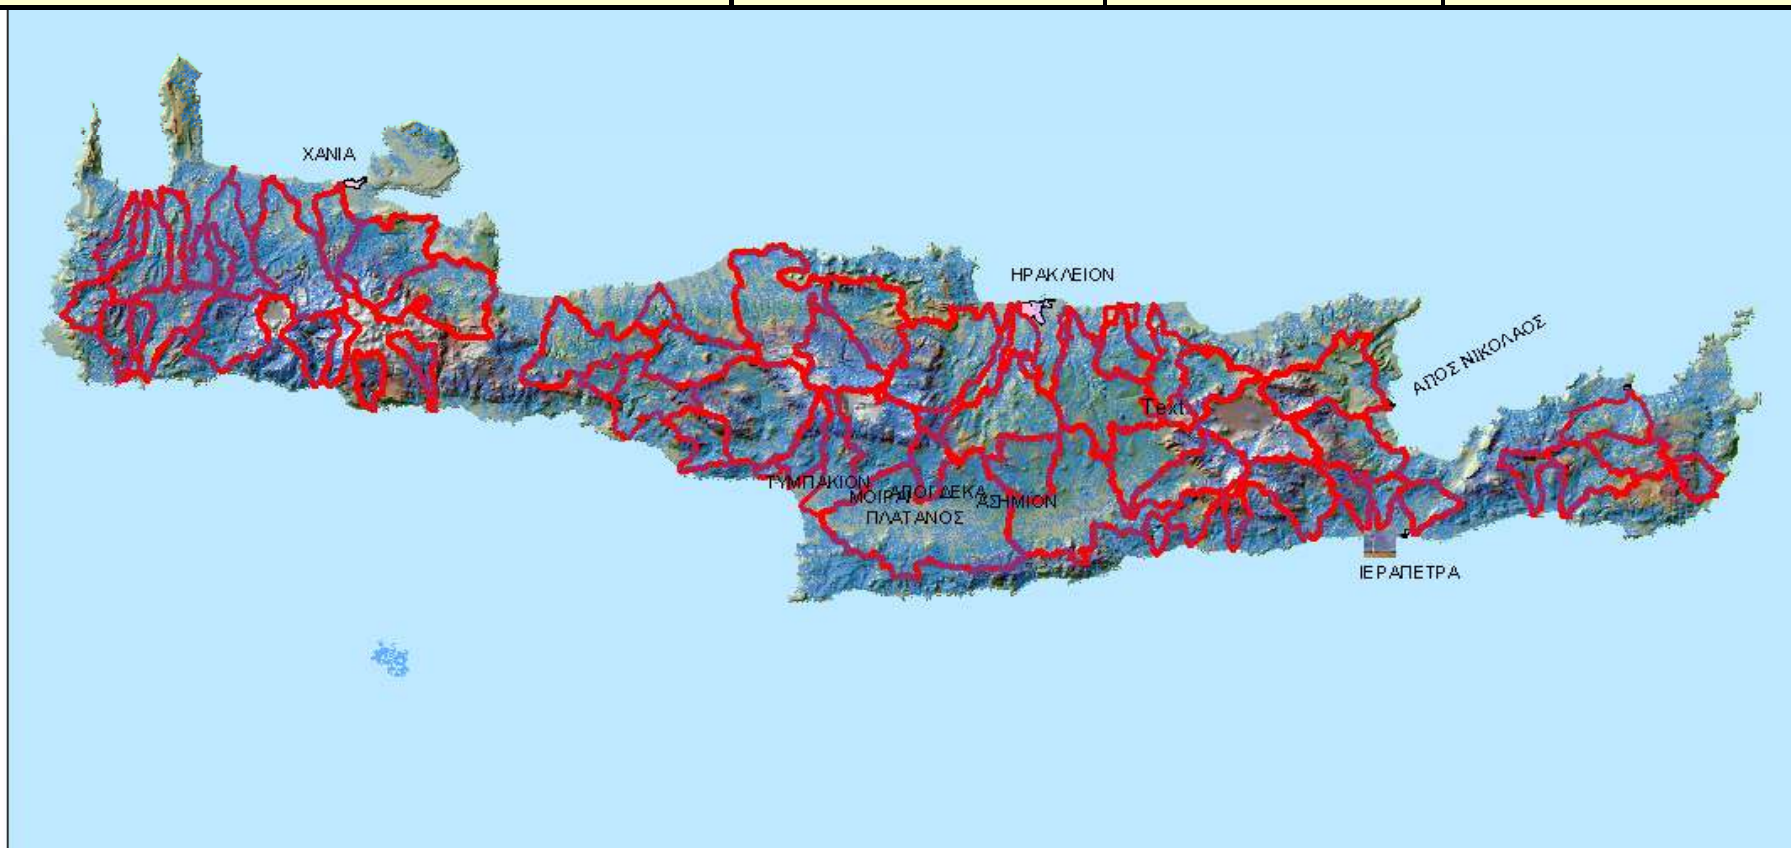 ΧΑΝΙΑ
ΗΡΑΚΛΕΙΟΝ
ΑΓΙΟΣ ΝΙΚΟΛΑΟΣ
Text
ΤΥΜΠΑΚΙΟΝ
ΜΟΙΡΑΙ
ΑΣΗΜΙΟΝ
ΠΛΑΤΑΝΟΣ
ΙΕΡΑΠΕΤΡΑ